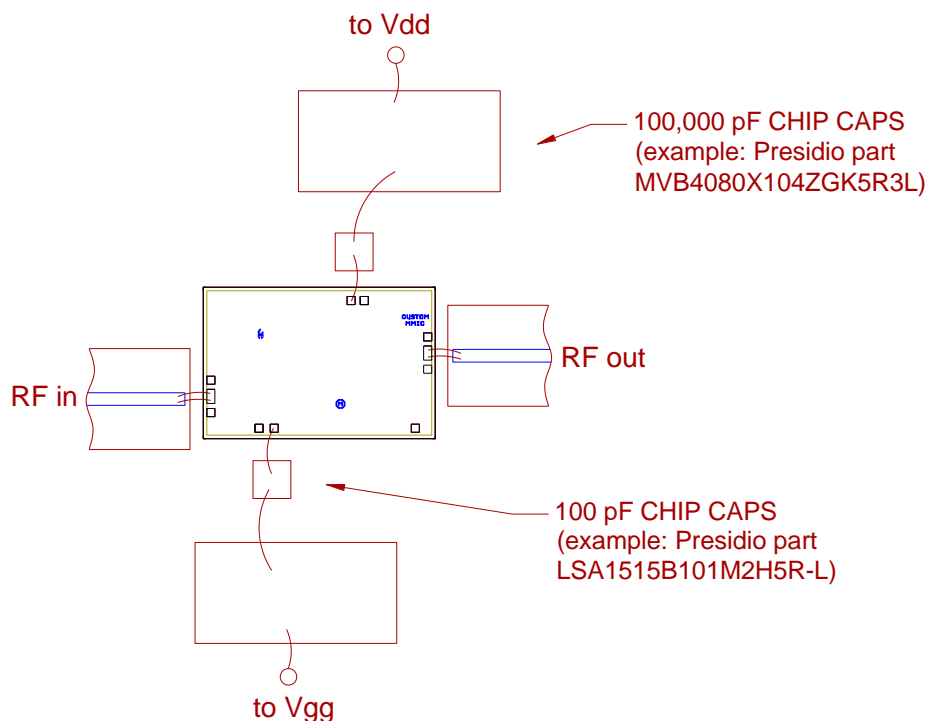 to Vdd
100,000 pF CHIP CAPS
(example: Presidio part
MVB4080X104ZGK5R3L)
CUSTOM
MMIC
RF out
RF in
100 pF CHIP CAPS
(example: Presidio part
LSA1515B101M2H5R-L)
to Vgg